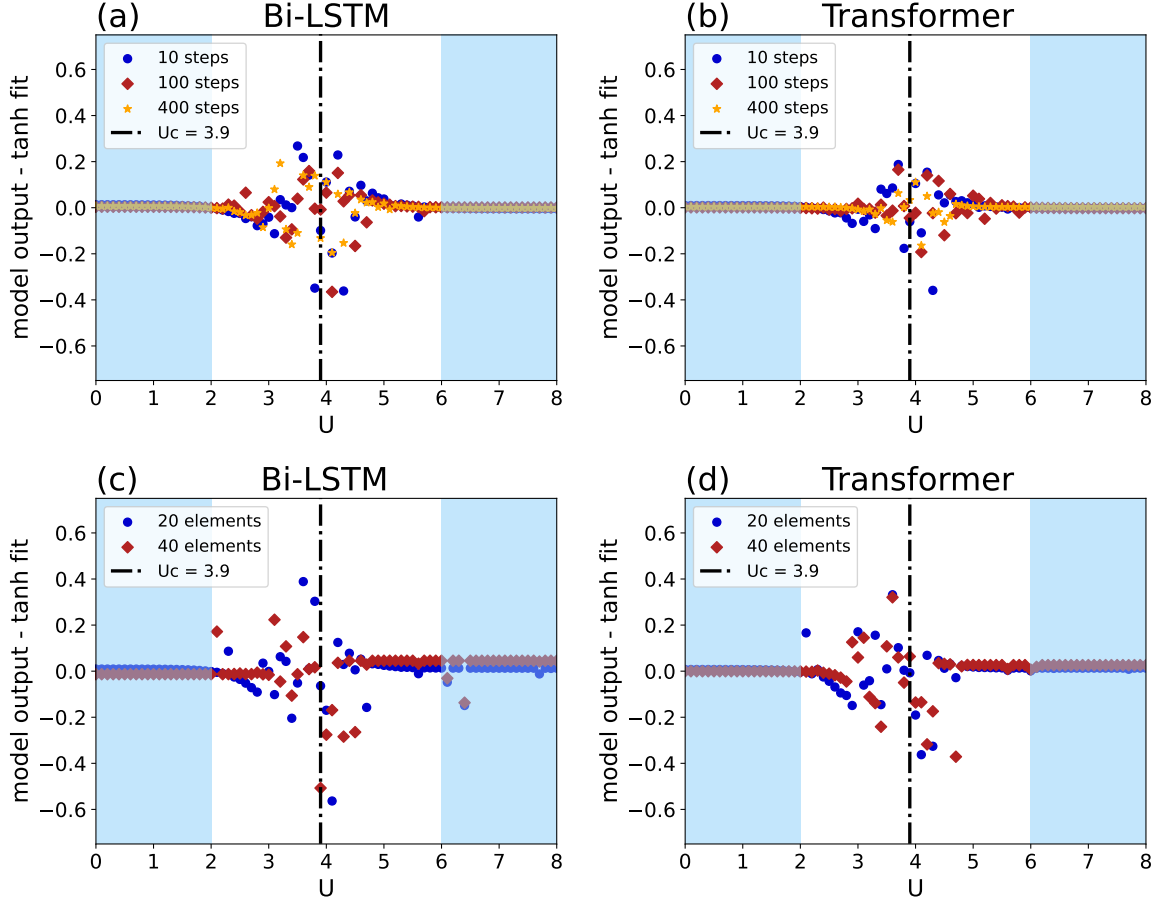 (a) Bi-LSTM
model output - tanh fit
0.6
0.4
0.2
0.0
−0.2
−0.4
−0.6
10 steps
100 steps
400 steps
Uc = 3.9
0 1 2 3 4 5 6 7 8
U
(b) Transformer
model output - tanh fit
0.6
0.4
0.2
0.0
−0.2
−0.4
−0.6
10 steps
100 steps
400 steps
Uc = 3.9
0 1 2 3 4 5 6 7 8
U
(c) Bi-LSTM
model output - tanh fit
0.6
0.4
0.2
0.0
−0.2
−0.4
−0.6
20 elements
40 elements
Uc = 3.9
0 1 2 3 4 5 6 7 8
U
(d) Transformer
model output - tanh fit
0.6
0.4
0.2
0.0
−0.2
−0.4
−0.6
20 elements
40 elements
Uc = 3.9
0 1 2 3 4 5 6 7 8
U